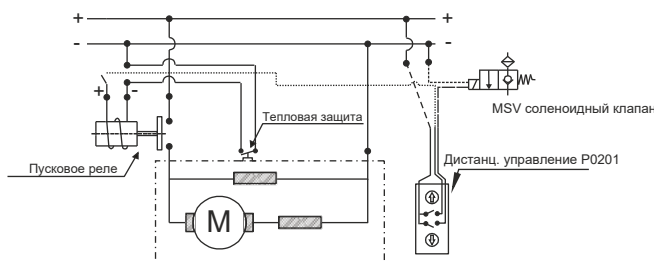 + +
- -
+ -
Тепловая защита
MSV соленоидный клапан
Пусковое реле
Дистанц. управление P0201
M